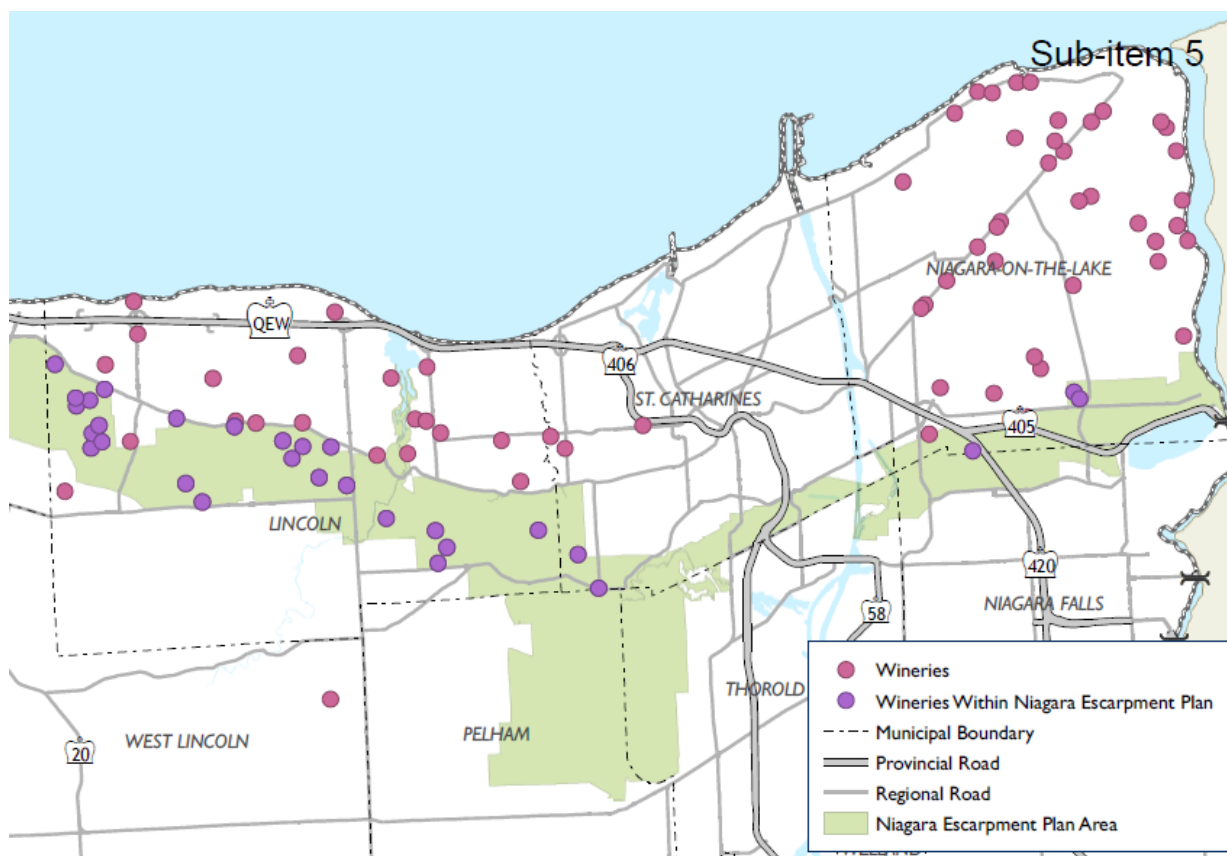 Sub-item 5
NIAGARA-ON-THE-LAKE
QEW
406
ST. CATHARINES
405
LINCOLN
420
58
NIAGARA FALLS
THOROLD
WEST LINCOLN
PELHAM
20
Wineries
Wineries Within Niagara Escarpment Plan
Municipal Boundary
Provincial Road
Regional Road
Niagara Escarpment Plan Area